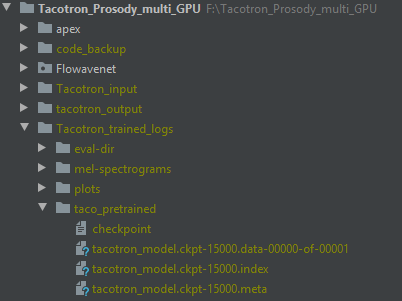 Tacotron_Prosody_multi_GPU F:\Tacotron_Prosody_multi_GPU
apex
code_backup
Flowavenet
Tacotron_input
tacotron_output
Tacotron_trained_logs
eval-dir
mel-spectrograms
plots
taco_pretrained
checkpoint
tacotron_model.ckpt-15000.data-00000-of-00001
tacotron_model.ckpt-15000.index
tacotron_model.ckpt-15000.meta